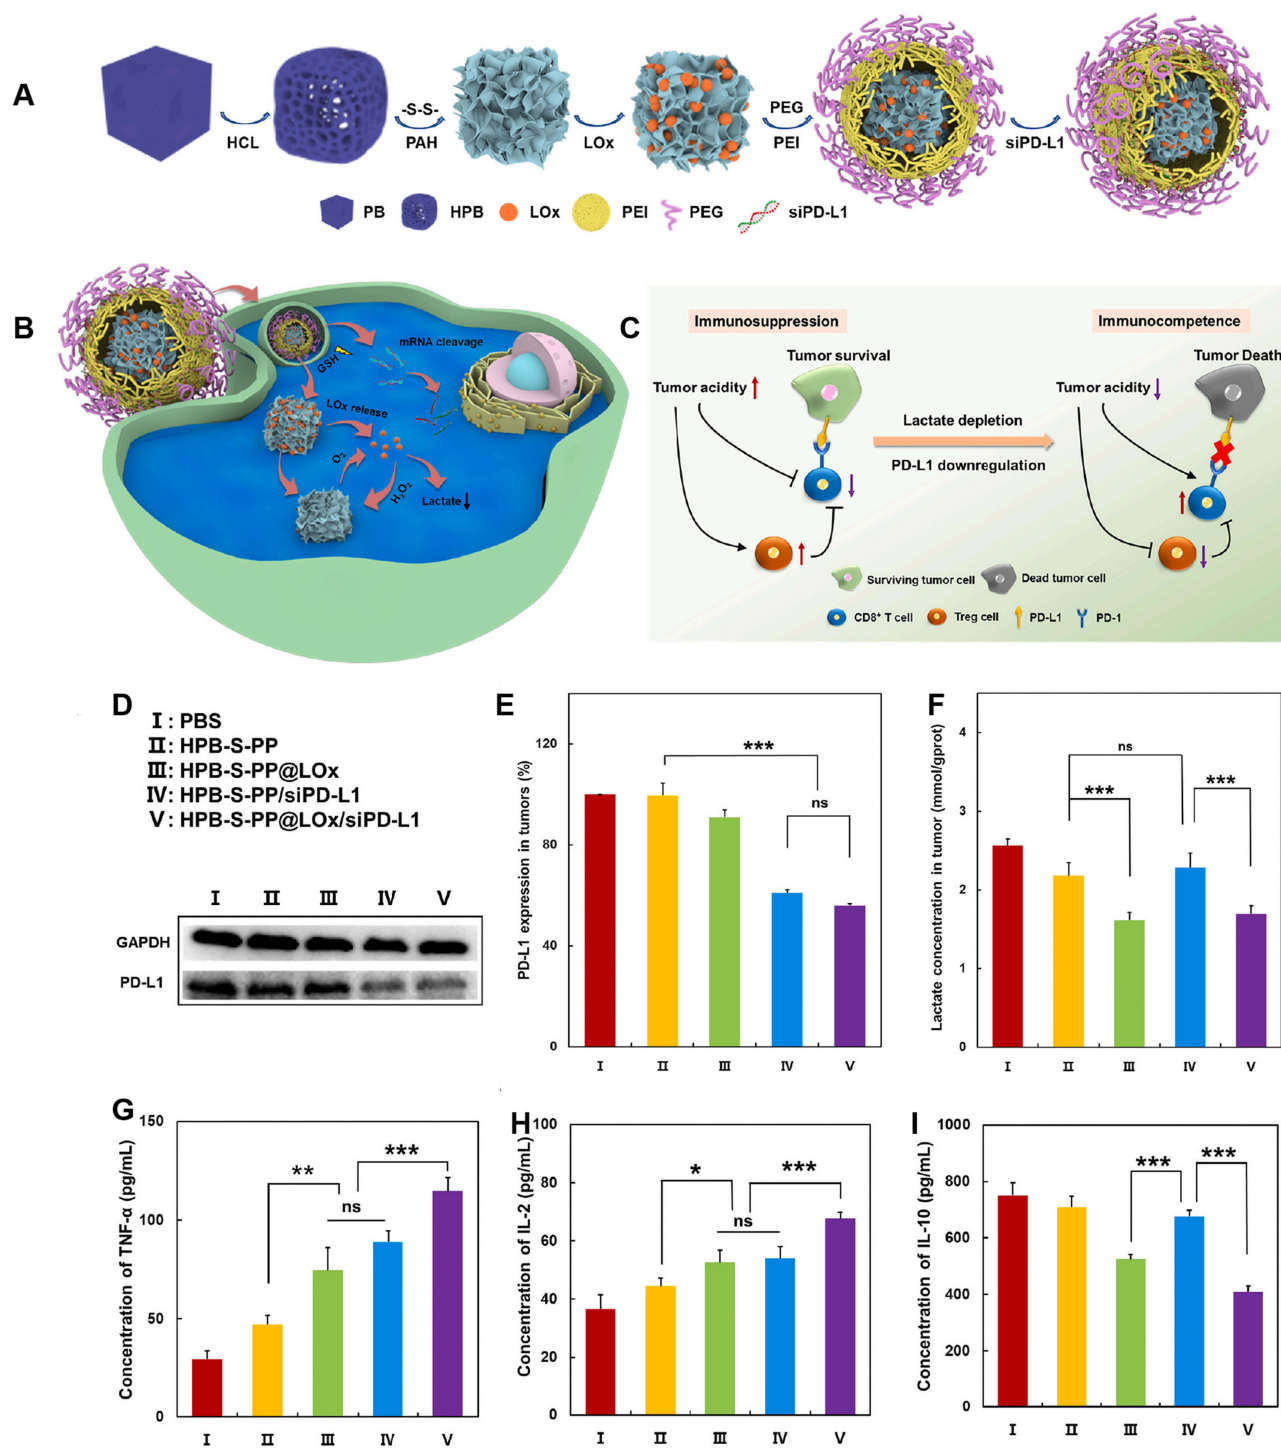 A
HCL
-S-S-
PAH
LOx
PEG
PEI
siPD-L1
PB
HPB
LOx
PEI
PEG
siPD-L1
B
GSH
mRNA cleavage
LOx release
O₂
H₂O₂
Lactate ↓
C
Immunosuppression
Immunocompetence
Tumor survival
Tumor Death
Tumor acidity ↑
Tumor acidity ↓
Lactate depletion
PD-L1 downregulation
Surviving tumor cell
Dead tumor cell
CD8⁺ T cell
Treg cell
PD-L1
PD-1
D
I : PBS
II : HPB-S-PP
III : HPB-S-PP@LOx
IV : HPB-S-PP/siPD-L1
V : HPB-S-PP@LOx/siPD-L1
I II III IV V
GAPDH
PD-L1
E
PD-L1 expression in tumors (%)
120
80
40
0
***
ns
I II III IV V
F
Lactate concentration in tumor (mmol/gprot)
4
3
2
1
0
ns
***
***
I II III IV V
G
Concentration of TNF-α (pg/mL)
150
100
50
0
**
***
ns
I II III IV V
H
Concentration of IL-2 (pg/mL)
100
80
60
40
20
0
*
***
ns
I II III IV V
I
Concentration of IL-10 (pg/mL)
1000
800
600
400
200
0
***
***
I II III IV V